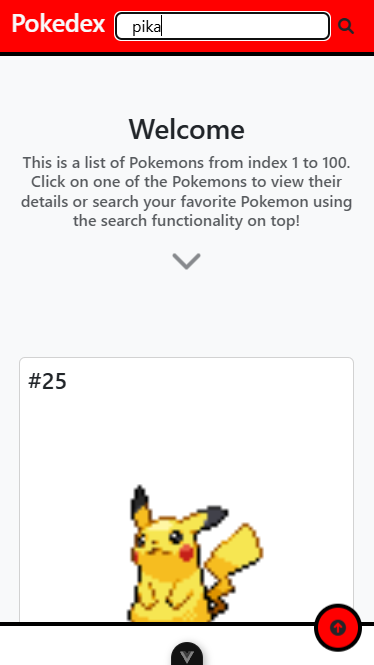 Pokedex
pika
Welcome
This is a list of Pokemons from index 1 to 100.
Click on one of the Pokemons to view their
details or search your favorite Pokemon using
the search functionality on top!
#25